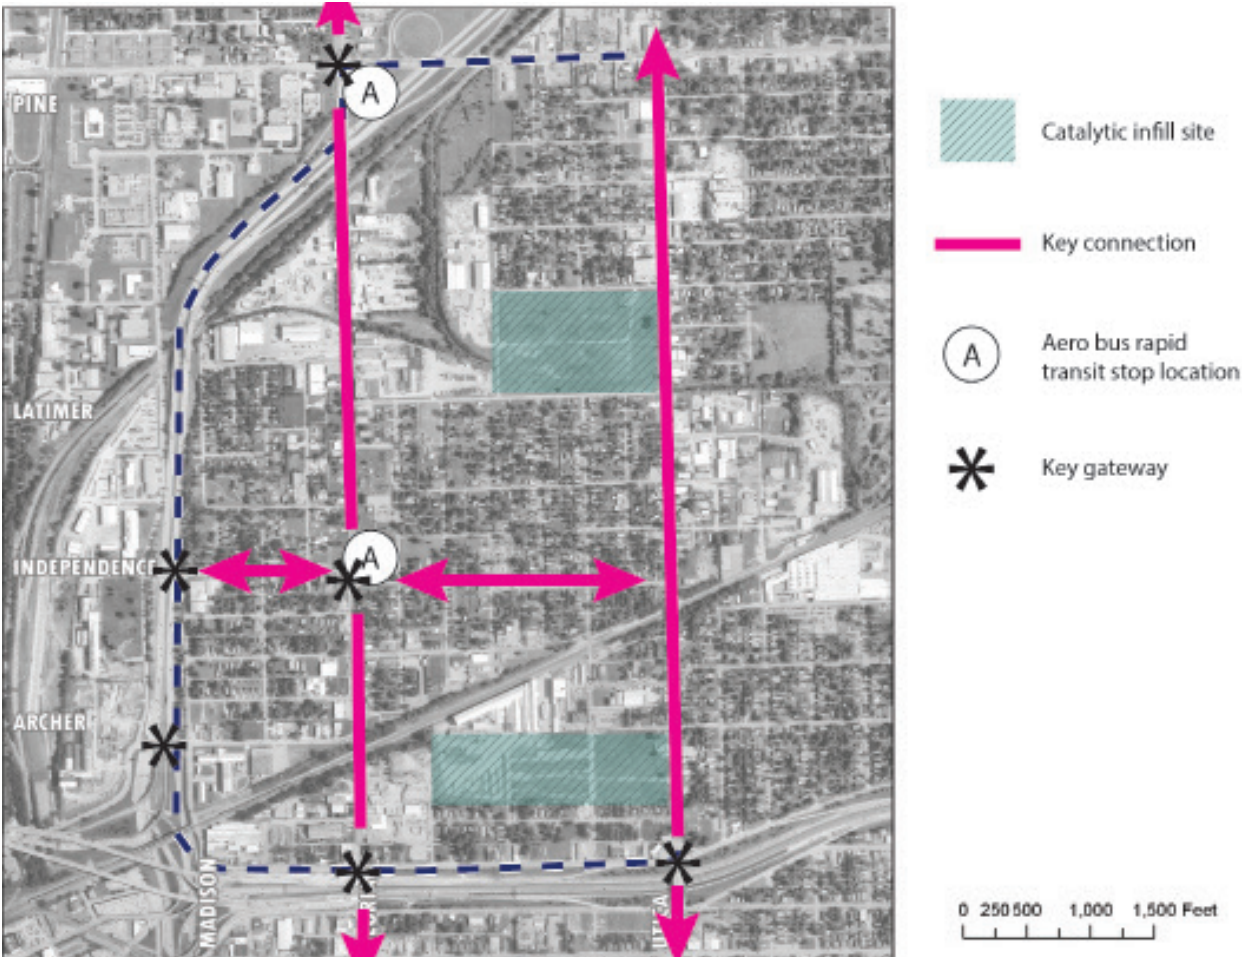 PINE
A
Catalytic infill site
Key connection
A
Aero bus rapid
transit stop location
LATIMER
Key gateway
A
INDEPENDENCE
ARCHER
MADISON
UTICA
0 250 500 1,000 1,500 Feet